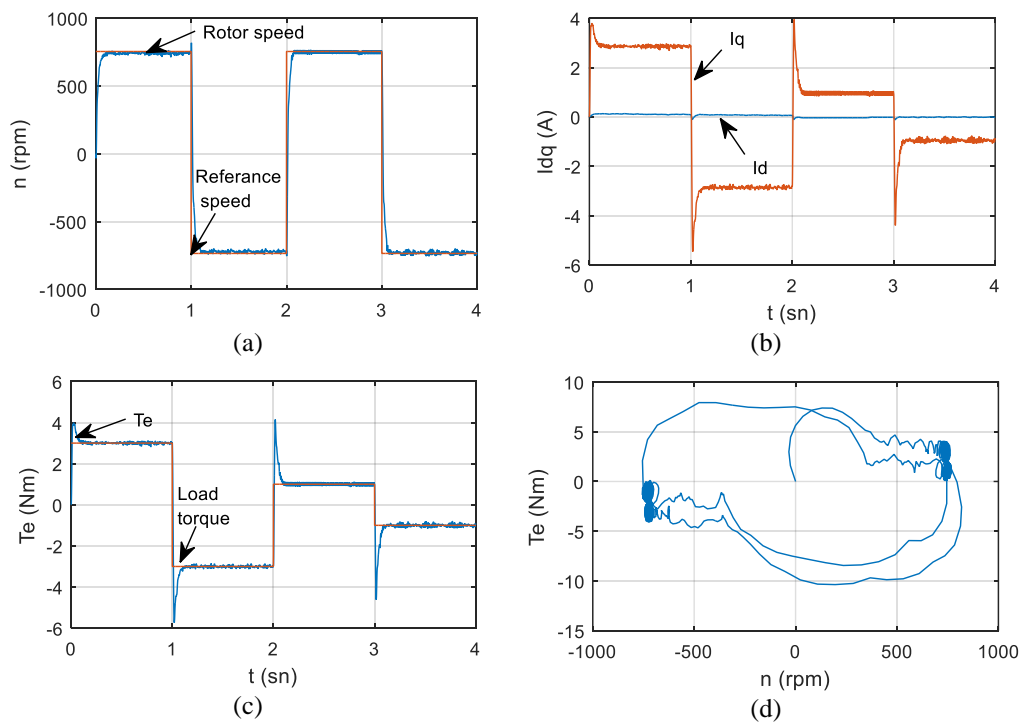 1000
500
0
-500
-1000
n (rpm)
Rotor speed
Referance
speed
0 1 2 3 4
(a)
4
2
0
-2
-4
-6
Idq (A)
Iq
Id
0 1 2 3 4
t (sn)
(b)
6
4
2
0
-2
-4
-6
Te (Nm)
Te
Load
torque
0 1 2 3 4
t (sn)
(c)
10
5
0
-5
-10
-15
Te (Nm)
-1000 -500 0 500 1000
n (rpm)
(d)